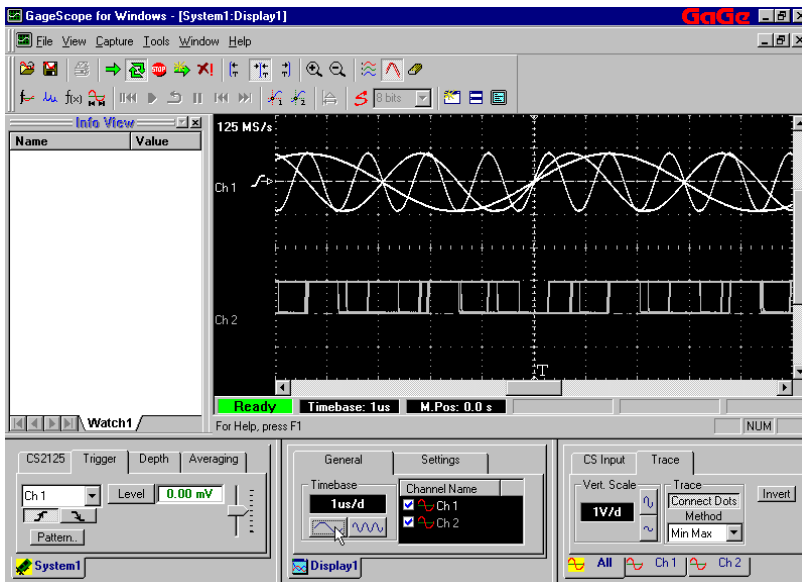 GageScope for Windows - [System1:Display1]
GaGe
File View Capture Tools Window Help
f(x)
8 bits
Info View
Name Value
125 MS/s
Ch 1
Ch 2
T
Ready Timebase: 1us M.Pos: 0.0 s
Watch1
For Help, press F1
NUM
CS2125 Trigger Depth Averaging
Ch 1
Level 0.00 mV
Pattern..
System1
General Settings
Timebase
1us/d
Channel Name
Ch 1
Ch 2
Display1
CS Input Trace
Vert. Scale
1V/d
Trace
Connect Dots
Method
Min Max
Invert
All Ch 1 Ch 2